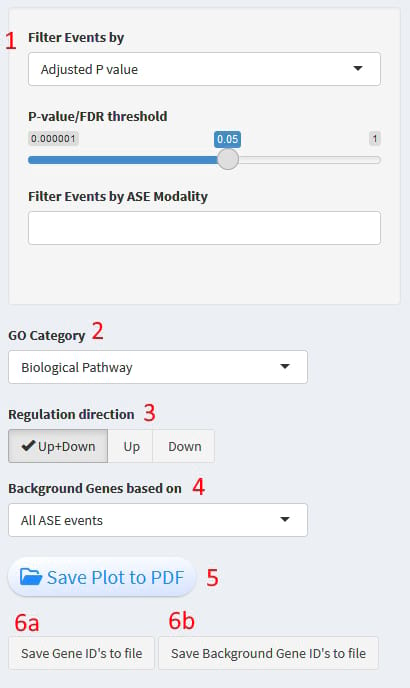 1 Filter Events by
Adjusted P value
P-value/FDR threshold
0.000001 0.05 1
Filter Events by ASE Modality
GO Category 2
Biological Pathway
Regulation direction 3
Up+Down Up Down
Background Genes based on 4
All ASE events
Save Plot to PDF 5
6a 6b
Save Gene ID's to file Save Background Gene ID's to file